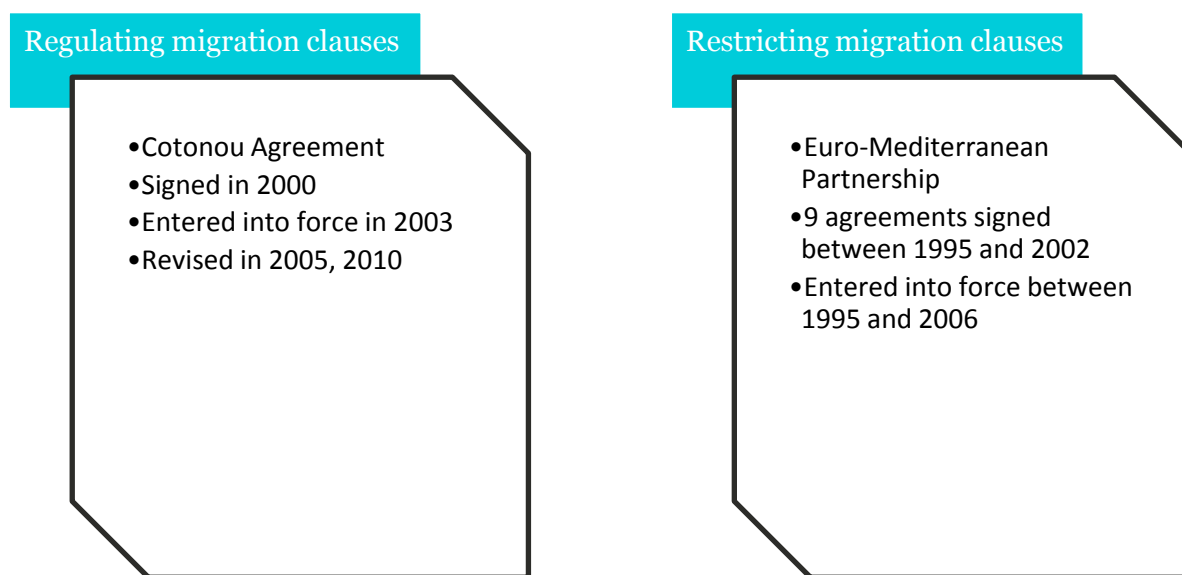 Regulating migration clauses
•Cotonou Agreement
•Signed in 2000
•Entered into force in 2003
•Revised in 2005, 2010
Restricting migration clauses
•Euro-Mediterranean
Partnership
•9 agreements signed
between 1995 and 2002
•Entered into force between
1995 and 2006